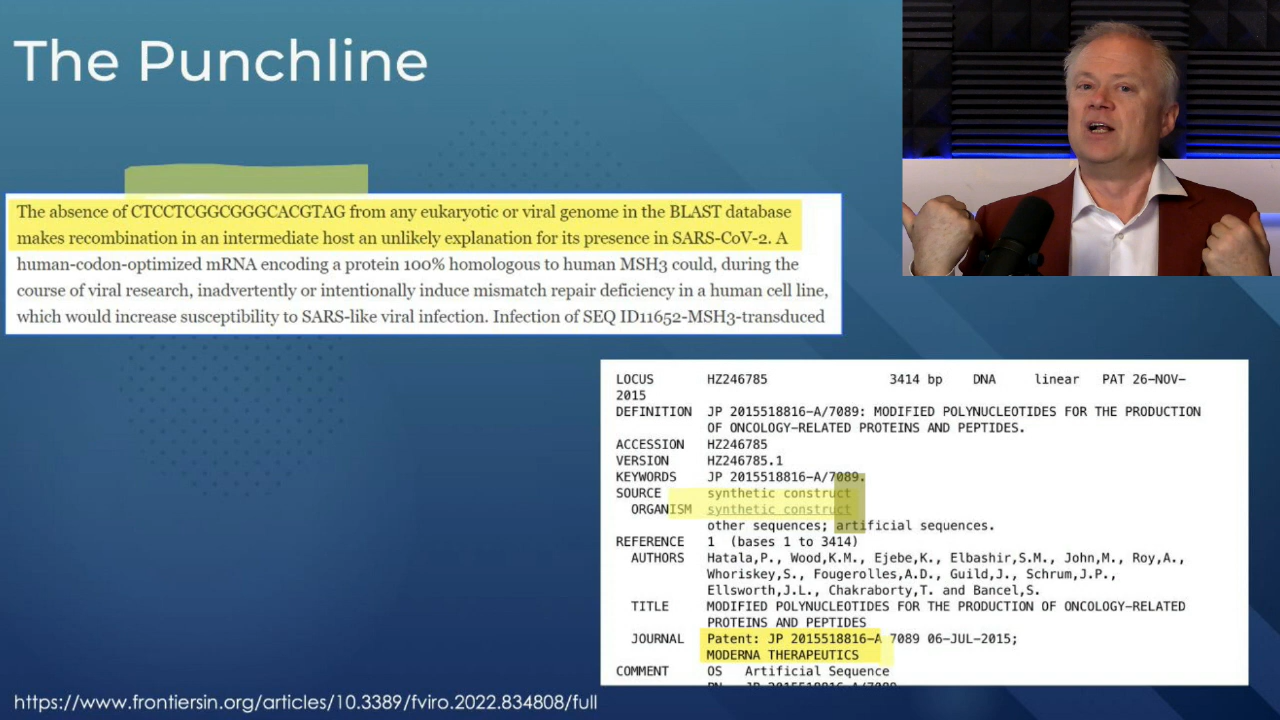 The Punchline
The absence of CTCCTCGGCGGGCACGTAG from any eukaryotic or viral genome in the BLAST database
makes recombination in an intermediate host an unlikely explanation for its presence in SARS-CoV-2. A
human-codon-optimized mRNA encoding a protein 100% homologous to human MSH3 could, during the
course of viral research, inadvertently or intentionally induce mismatch repair deficiency in a human cell line,
which would increase susceptibility to SARS-like viral infection. Infection of SEQ ID11652-MSH3-transduced
LOCUS HZ246785 3414 bp DNA linear PAT 26-NOV-
2015
DEFINITION JP 2015518816-A/7089: MODIFIED POLYNUCLEOTIDES FOR THE PRODUCTION
OF ONCOLOGY-RELATED PROTEINS AND PEPTIDES.
ACCESSION HZ246785
VERSION HZ246785.1
KEYWORDS JP 2015518816-A/7089.
SOURCE synthetic construct
ORGANISM synthetic construct
other sequences; artificial sequences.
REFERENCE 1 (bases 1 to 3414)
AUTHORS Hatala,P., Wood,K.M., Ejebe,K., Elbashir,S.M., John,M., Roy,A.,
Whoriskey,S., Fougerolles,A.D., Guild,J., Schrum,J.P.,
Ellsworth,J.L., Chakraborty,T. and Bancel,S.
TITLE MODIFIED POLYNUCLEOTIDES FOR THE PRODUCTION OF ONCOLOGY-RELATED
PROTEINS AND PEPTIDES
JOURNAL Patent: JP 2015518816-A 7089 06-JUL-2015;
MODERNA THERAPEUTICS
COMMENT OS Artificial Sequence
https://www.frontiersin.org/articles/10.3389/fviro.2022.834808/full